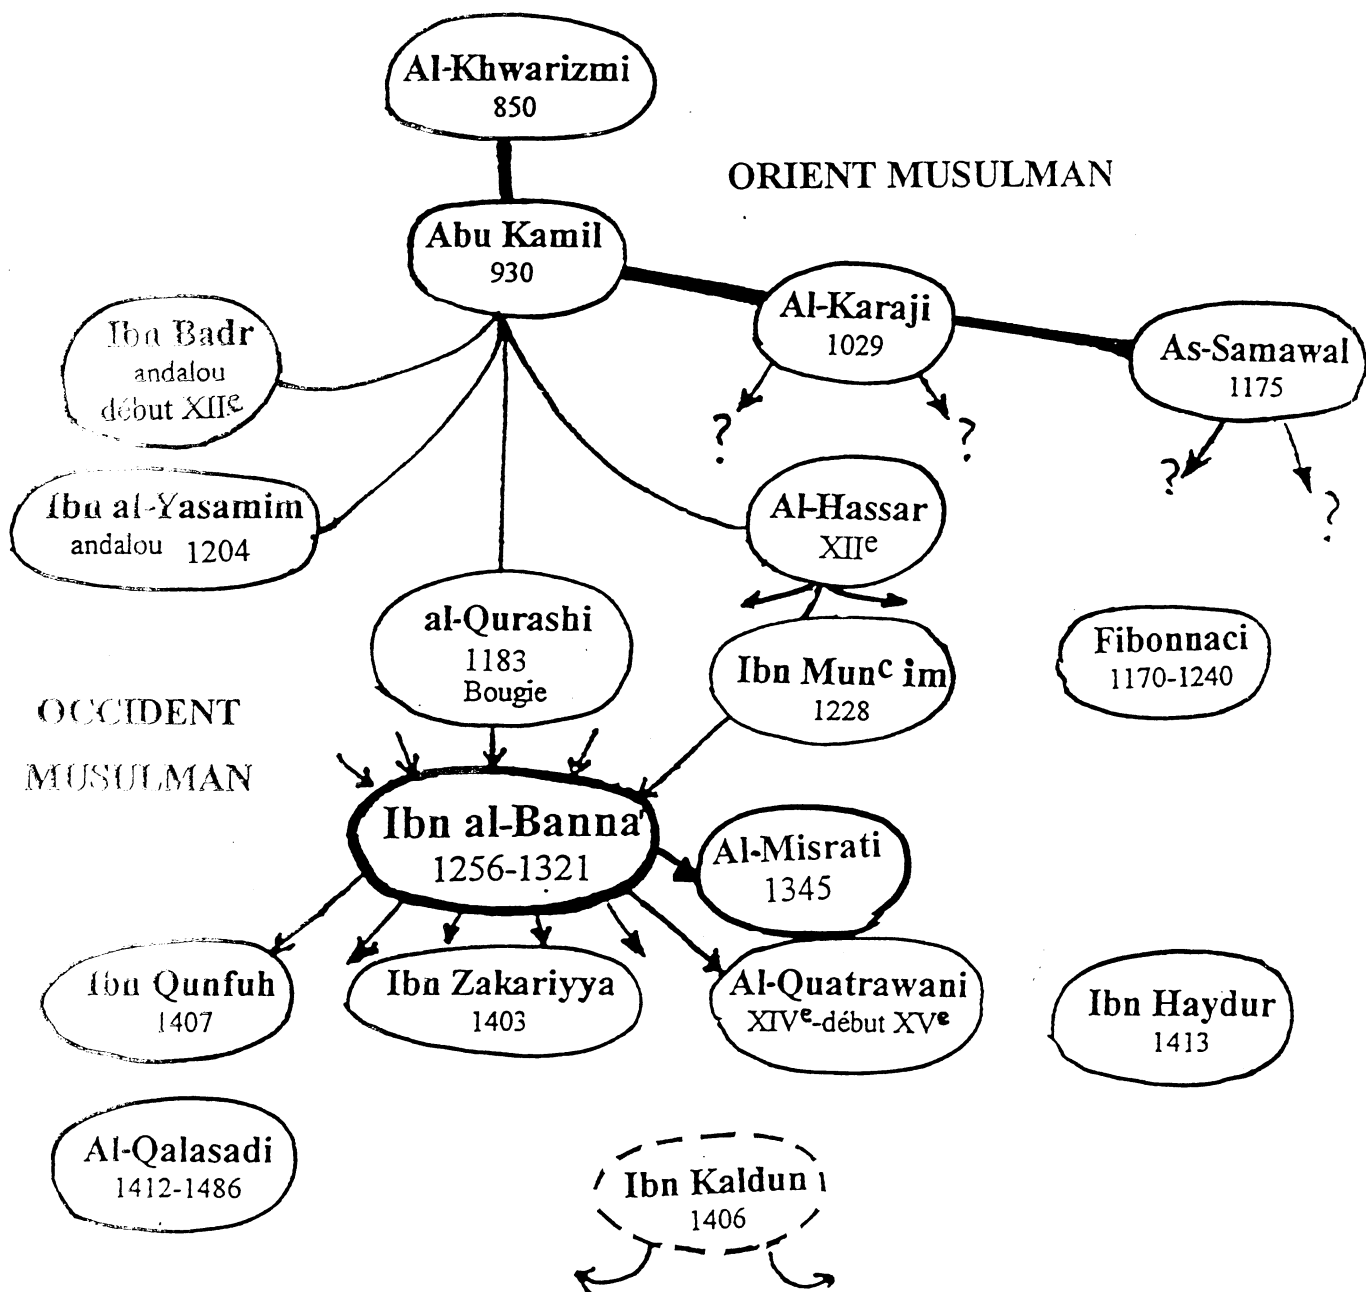 Al-Khwarizmi
850
ORIENT MUSULMAN
Abu Kamil
930
Al-Karaji
1029
As-Samawal
1175
Ibn Badr
andalou
début XIIe
?
?
?
?
Ibn al-Yasamim
andalou 1204
Al-Hassar
XIIe
al-Qurashi
1183
Bougie
Ibn Munc im
1228
Fibonnaci
1170-1240
OCCIDENT
MUSULMAN
Ibn al-Banna'
1256-1321
Al-Misrati
1345
Ibn Qunfuh
1407
Ibn Zakariyya
1403
Al-Quatrawani
XIVe-début XVe
Ibn Haydur
1413
Al-Qalasadi
1412-1486
Ibn Kaldun
1406